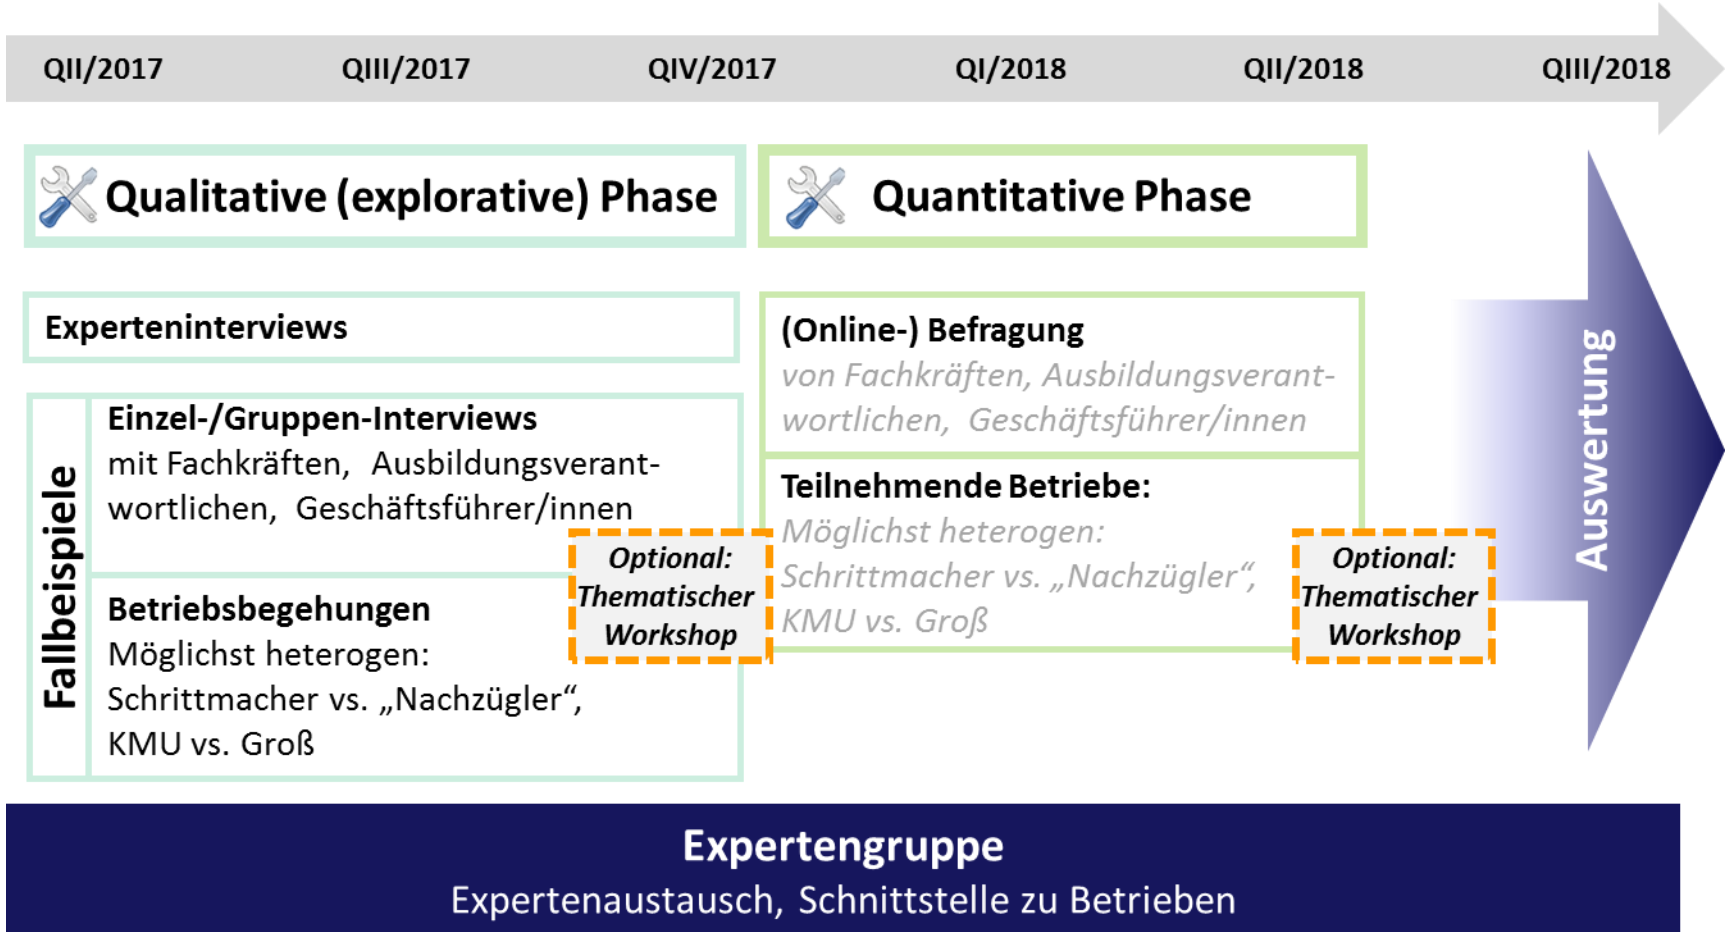 QII/2017 QIII/2017 QIV/2017 QI/2018 QII/2018 QIII/2018
Qualitative (explorative) Phase
Quantitative Phase
Experteninterviews
Fallbeispiele
Einzel-/Gruppen-Interviews
mit Fachkräften, Ausbildungsverant-
wortlichen, Geschäftsführer/innen
Betriebsbegehungen
Möglichst heterogen:
Schrittmacher vs. „Nachzügler“,
KMU vs. Groß
Optional:
Thematischer
Workshop
(Online-) Befragung
von Fachkräften, Ausbildungsverant-
wortlichen, Geschäftsführer/innen
Teilnehmende Betriebe:
Möglichst heterogen:
Schrittmacher vs. „Nachzügler“,
KMU vs. Groß
Optional:
Thematischer
Workshop
Auswertung
Expertengruppe
Expertenaustausch, Schnittstelle zu Betrieben